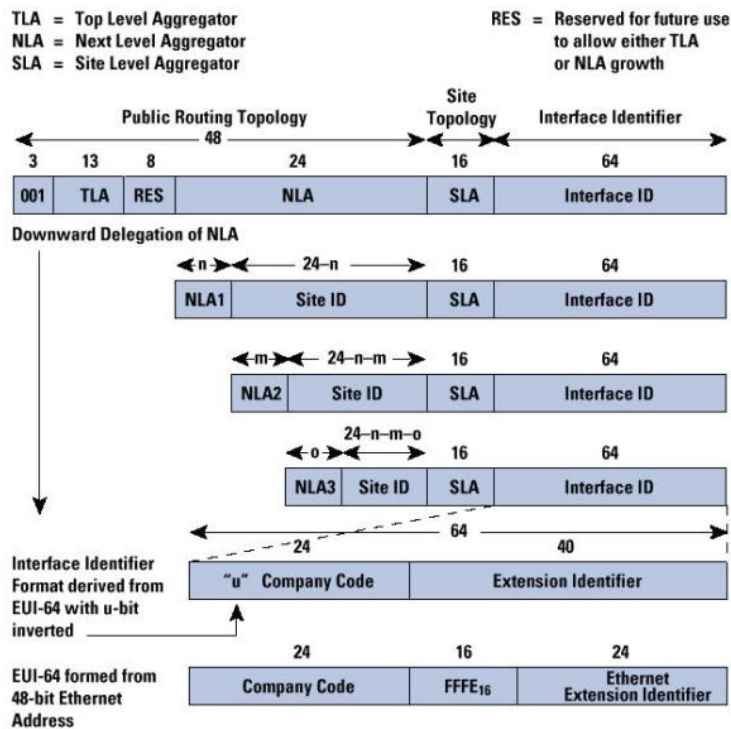 TLA = Top Level Aggregator
NLA = Next Level Aggregator
SLA = Site Level Aggregator
RES = Reserved for future use
to allow either TLA
or NLA growth
Public Routing Topology
Site
Topology
Interface Identifier
48
3 13 8 24 16 64
001 TLA RES NLA SLA Interface ID
Downward Delegation of NLA
n 24–n 16 64
NLA1 Site ID SLA Interface ID
m 24–n–m 16 64
NLA2 Site ID SLA Interface ID
24–n–m–o
o 16 64
NLA3 Site ID SLA Interface ID
64
24 40
Interface Identifier
Format derived from
EUI-64 with u-bit
inverted
"u" Company Code Extension Identifier
24 16 24
EUI-64 formed from
48-bit Ethernet
Address
Company Code FFFE₁₆ Ethernet
Extension Identifier